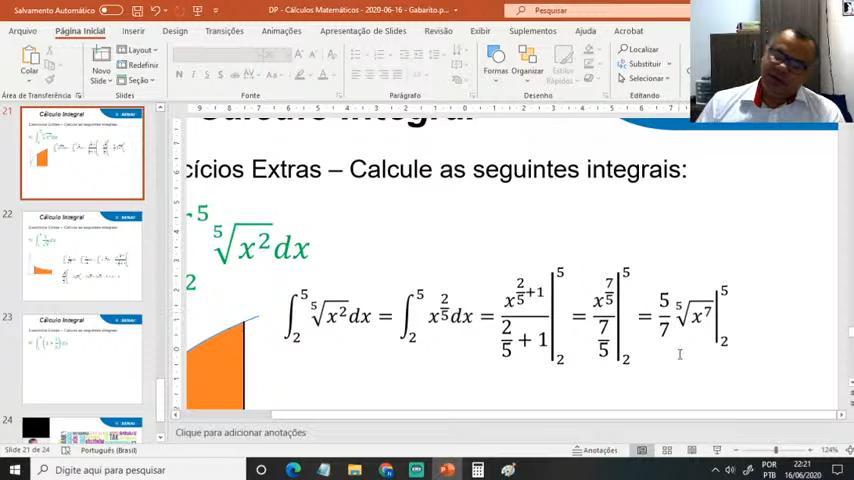 Salvamento Automático
DP - Cálculos Matemáticos - 2020-06-16 - Gabarito.p...
Pesquisar
Arquivo Página Inicial Inserir Design Transições Animações Apresentação de Slides Revisão Exibir Suplementos Ajuda Acrobat
Colar
Novo Slide
Layout
Redefinir
Seção
Formas
Organizar
Estilos Rápidos
Localizar
Substituir
Selecionar
Área de Transferência Slides Fonte Parágrafo Desenho Editando
21
Cálculo Integral
22
Cálculo Integral
23
Cálculo Integral
24
Cálculo Integral
cícios Extras – Calcule as seguintes integrais:
5 ⁵√x² dx
2
∫₂⁵ ⁵√x² dx = ∫₂⁵ x^(2/5) dx = x^(2/5+1) / (2/5 + 1) |₂⁵ = x^(7/5) / (7/5) |₂⁵ = 5/7 ⁵√x⁷ |₂⁵
Clique para adicionar anotações
Slide 21 de 24 Português (Brasil) Anotações 124%
Digite aqui para pesquisar
POR
PTB
22:21
16/06/2020